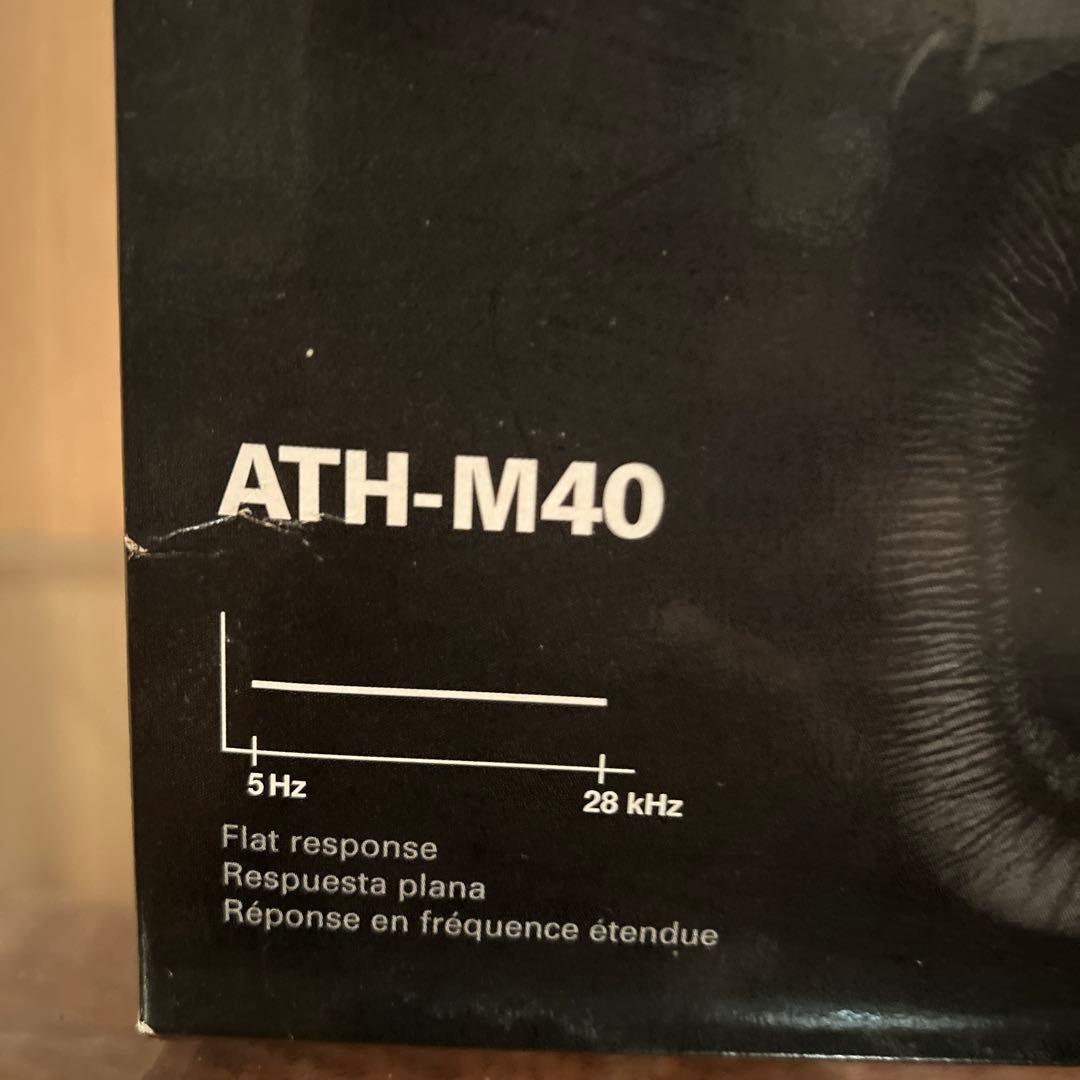 ATH-M40
5 Hz
28 kHz
Flat response
Respuesta plana
Réponse en fréquence étendue